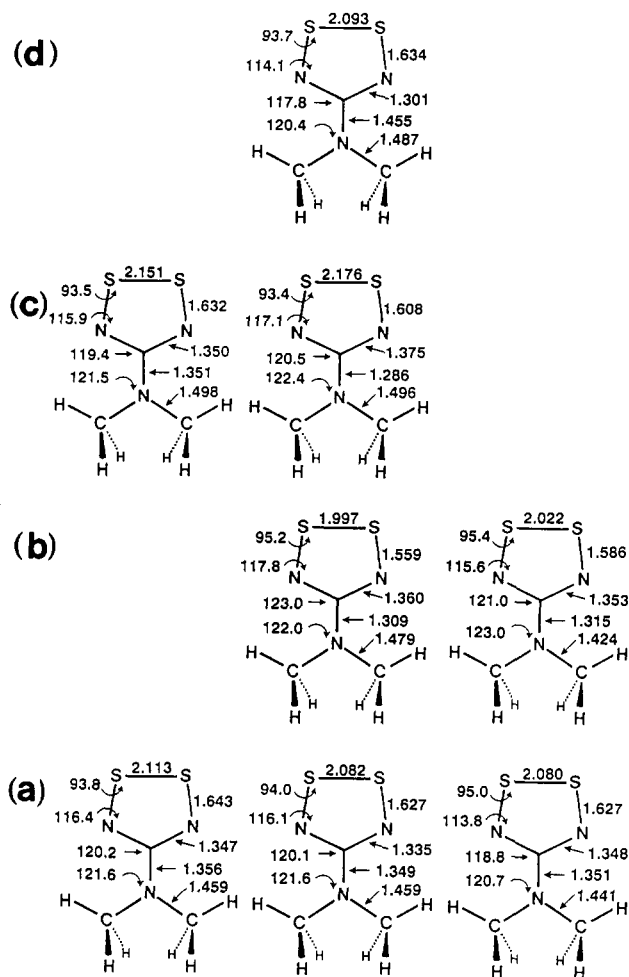 (d)
S 2.093 S
93.7 1.634
114.1 N N
117.8 1.301
1.455
120.4 N 1.487
H C C H
H H H H
(c)
S 2.151 S
93.5 1.632
115.9 N N
119.4 1.350
1.351
121.5 N 1.498
H C C H
H H H H
S 2.176 S
93.4 1.608
117.1 N N
120.5 1.375
1.286
122.4 N 1.496
H C C H
H H H H
(b)
S 1.997 S
95.2 1.559
117.8 N N
123.0 1.360
1.309
122.0 N 1.479
H C C H
H H H H
S 2.022 S
95.4 1.586
115.6 N N
121.0 1.353
1.315
123.0 N 1.424
H C C H
H H H H
(a)
S 2.113 S
93.8 1.643
116.4 N N
120.2 1.347
1.356
121.6 N 1.459
H C C H
H H H H
S 2.082 S
94.0 1.627
116.1 N N
120.1 1.335
1.349
121.6 N 1.459
H C C H
H H H H
S 2.080 S
95.0 1.627
113.8 N N
118.8 1.348
1.351
120.7 N 1.441
H C C H
H H H H